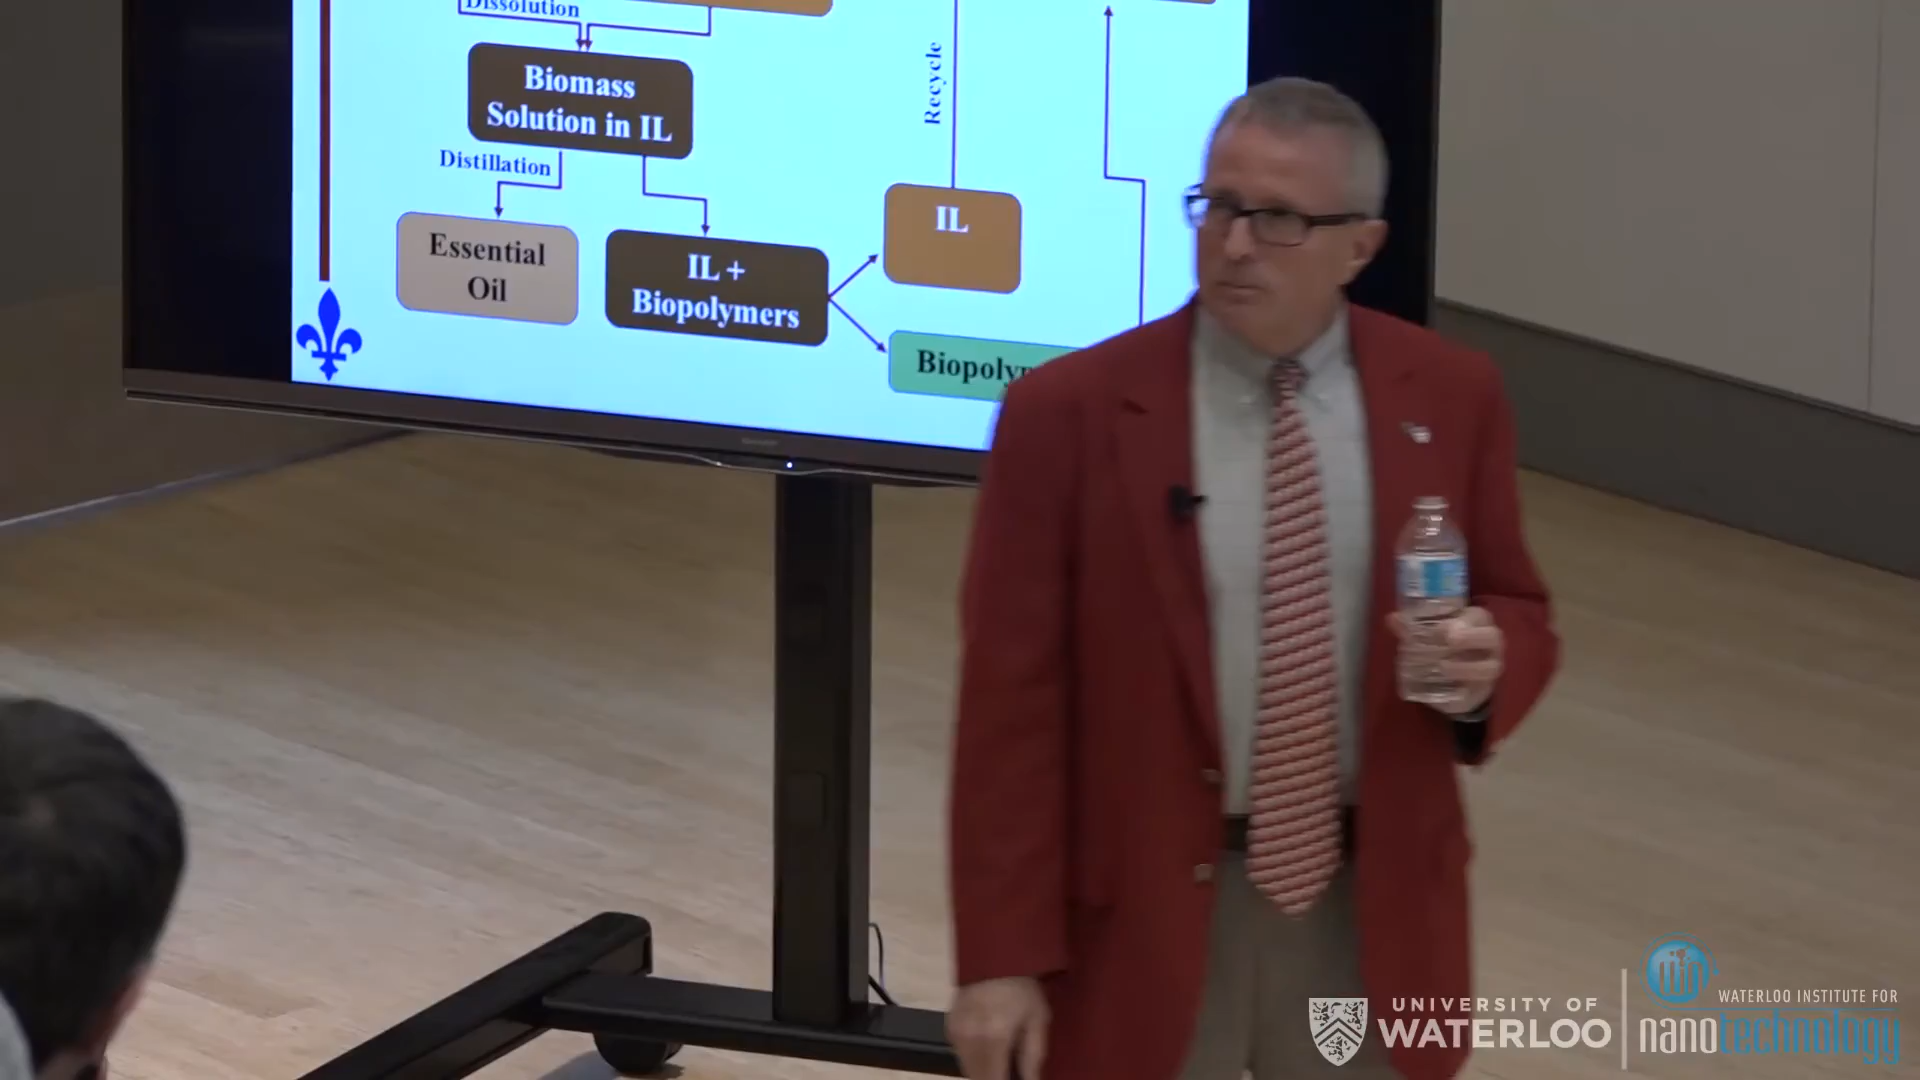 Dissolution
Biomass
Solution in IL
Recycle
Distillation
Essential
Oil
IL +
Biopolymers
IL
UNIVERSITY OF
WATERLOO
WATERLOO INSTITUTE FOR
nanotechnology